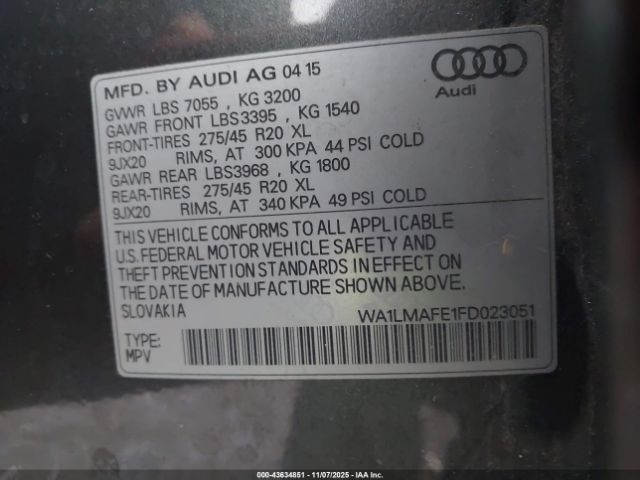 MFD. BY AUDI AG 04 15
GVWR LBS 7055 , KG 3200
GAWR FRONT LBS3395 , KG 1540
FRONT-TIRES 275/45 R20 XL
9JX20 RIMS, AT 300 KPA 44 PSI COLD
GAWR REAR LBS3968 , KG 1800
REAR-TIRES 275/45 R20 XL
9JX20 RIMS, AT 340 KPA 49 PSI COLD
Audi
THIS VEHICLE CONFORMS TO ALL APPLICABLE
U.S.FEDERAL MOTOR VEHICLE SAFETY AND
THEFT PREVENTION STANDARDS IN EFFECT ON
THE DATE OF MANUFACTURE SHOWN ABOVE.
SLOVAKIA
WA1LMAFE1FD023051
TYPE:
MPV
000-43634851 - 11/07/2025 - IAA Inc.